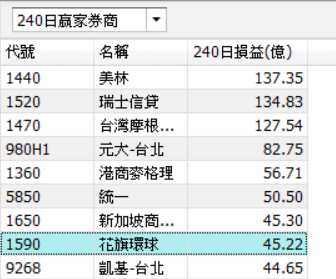 240日贏家券商
代號 名稱 240日損益(億)
1440 美林 137.35
1520 瑞士信貸 134.83
1470 台灣摩根... 127.54
980H1 元大-台北 82.75
1360 港商麥格理 56.71
5850 統一 50.50
1650 新加坡商... 45.30
1590 花旗環球 45.22
9268 凱基-台北 44.65